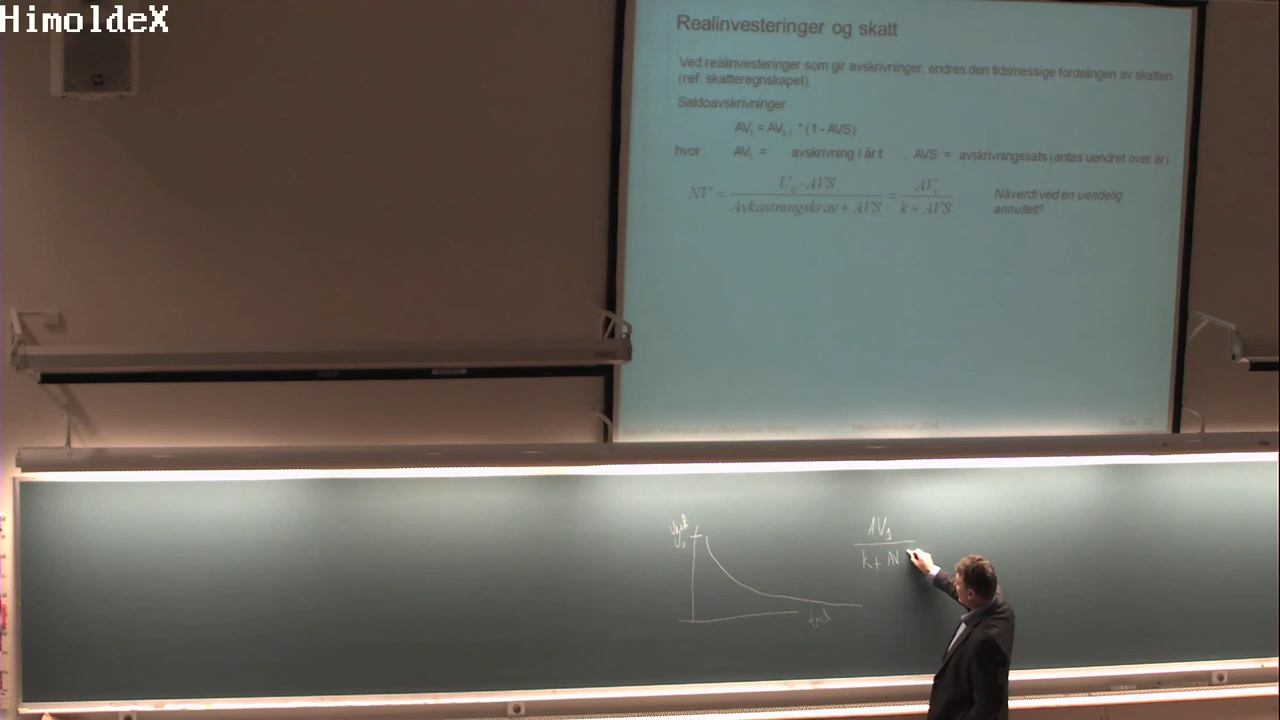 HimoldeX
Realinvesteringer og skatt
Ved realinvesteringer som gir avskrivninger, endres den tidsmessige fordelingen av skatten
(ref. skatteregnskapet).
Saldoavskrivninger
AVₜ = AVₜ₋₁ * (1 - AVS)
hvor AVₜ = avskrivning i år t . AVS = avskrivningssats (antas uendret over år)
NV = U₀ · AVS / Avkastningskrav + AVS = AV₁ / k + AVS
Nåverdi ved en uendelig
annuitet!!
2014
AV₁
k + AV
tid